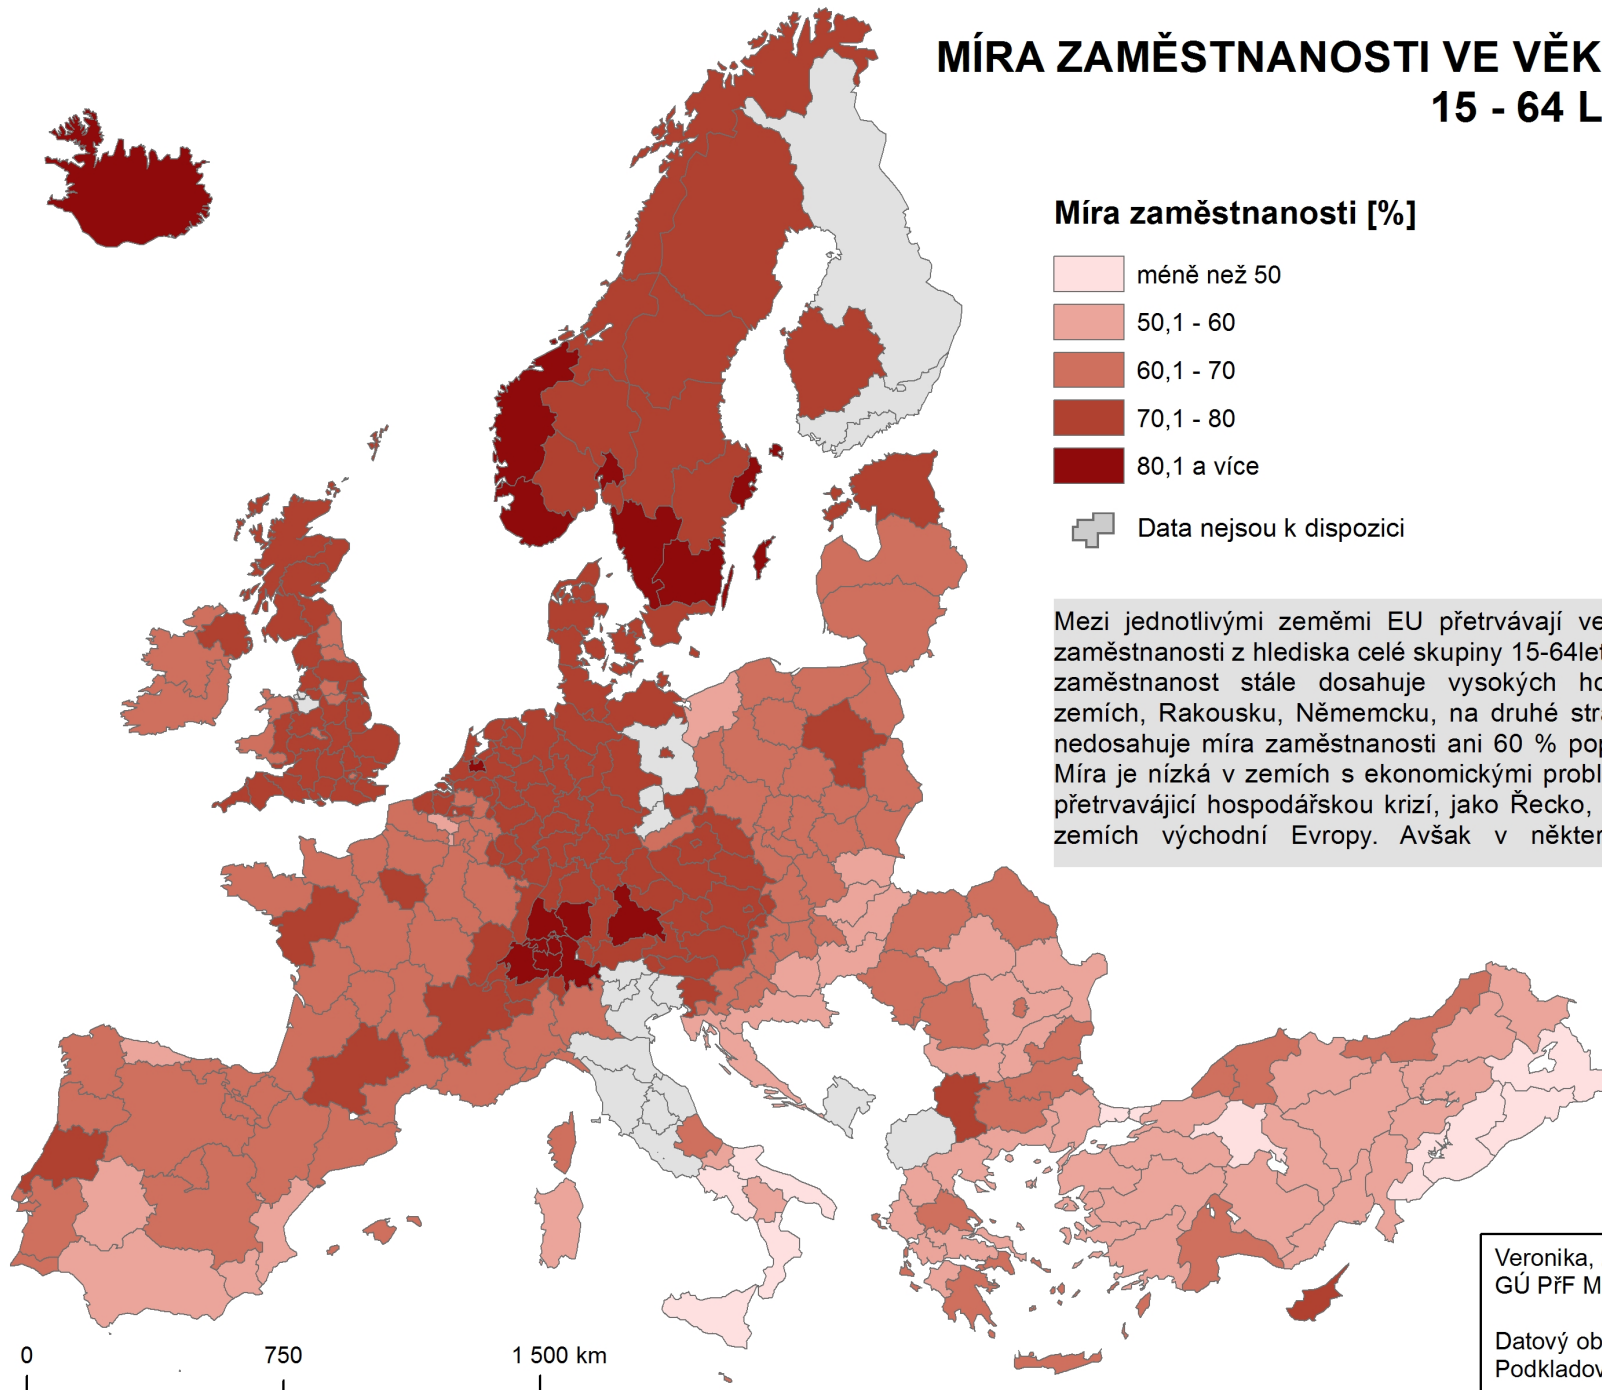 MÍRA ZAMĚSTNANOSTI VE VĚK
15 - 64 L
Míra zaměstnanosti [%]
méně než 50
50,1 - 60
60,1 - 70
70,1 - 80
80,1 a více
Data nejsou k dispozici
Mezi jednotlivými zeměmi EU přetrvávají ve
zaměstnanosti z hlediska celé skupiny 15-64let
zaměstnanost stále dosahuje vysokých ho
zemích, Rakousku, Němemcku, na druhé str
nedosahuje míra zaměstnanosti ani 60 % pop
Míra je nízká v zemích s ekonomickými probl
přetrvavájicí hospodářskou krizí, jako Řecko,
zemích východní Evropy. Avšak v některe
Veronika,
GÚ PřF M
Datový ob
Podkladov
0 750 1 500 km